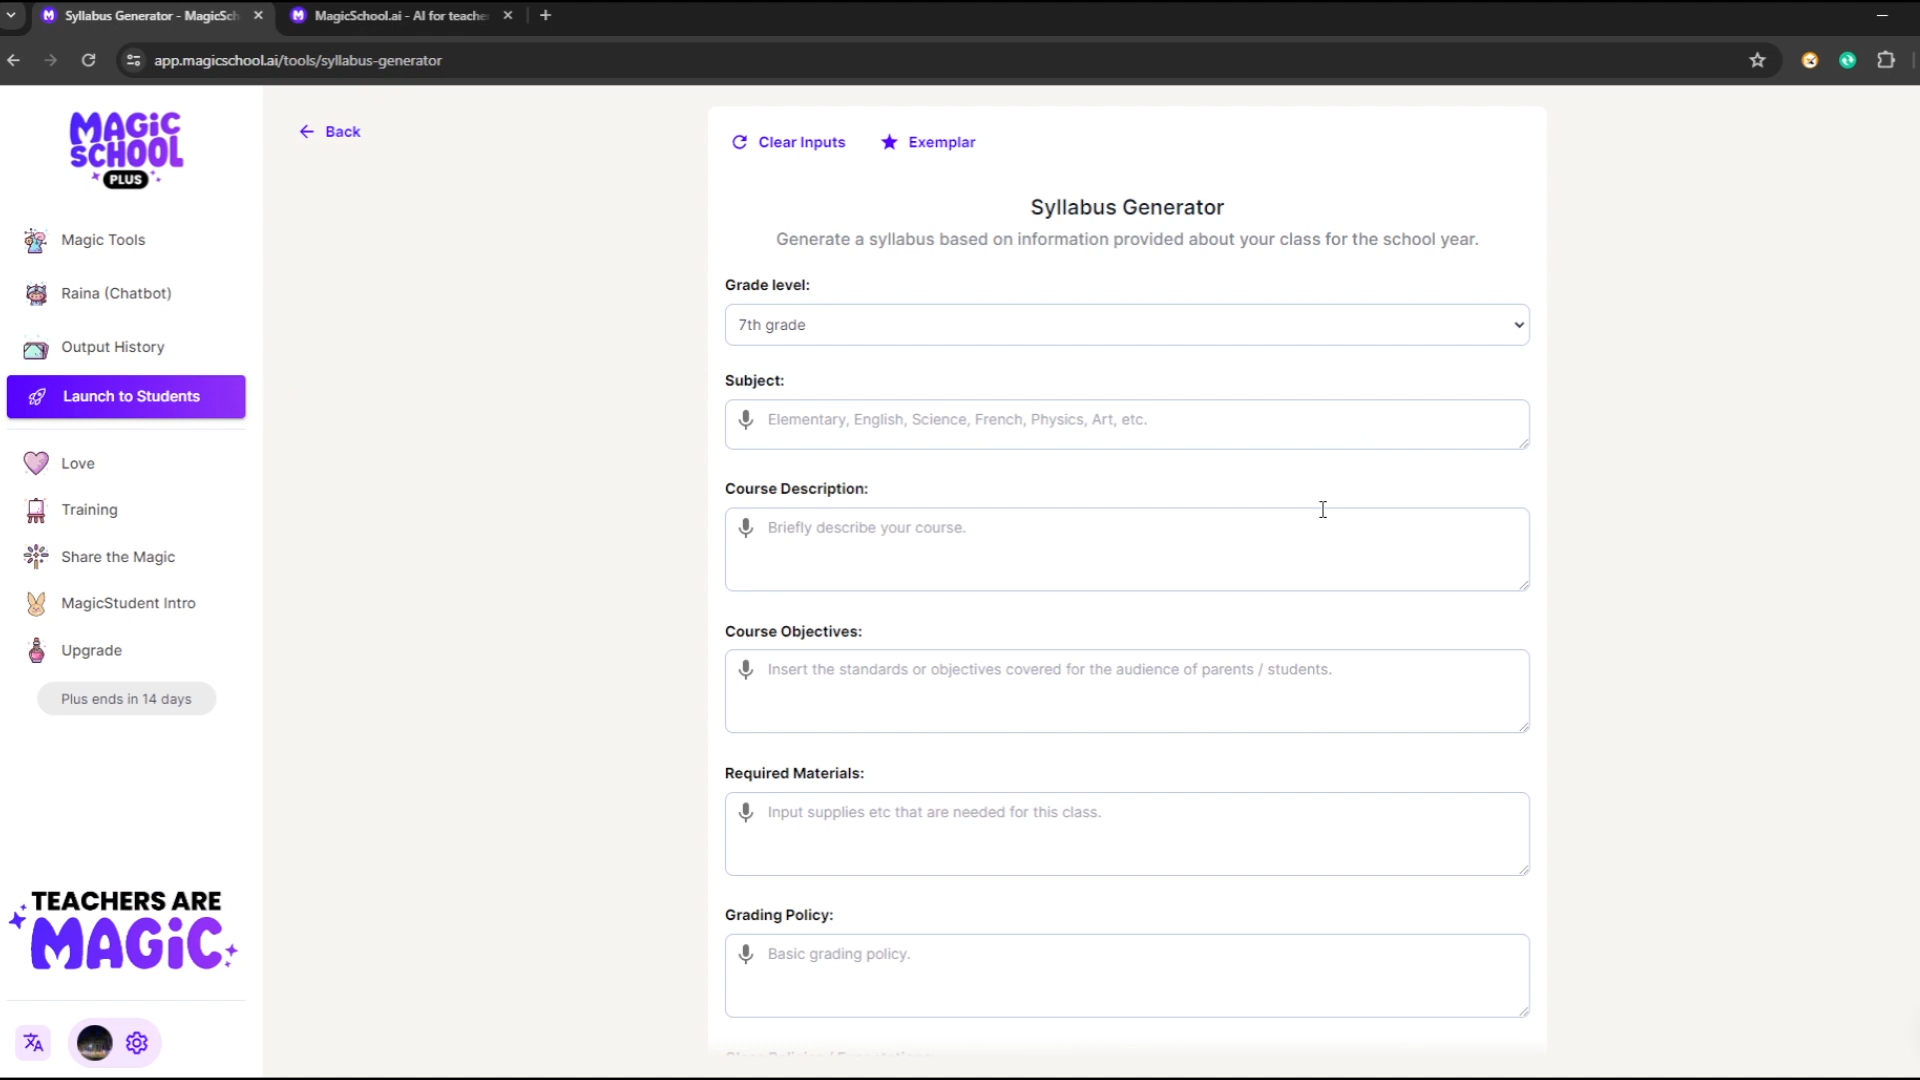 Syllabus Generator - MagicSch
MagicSchool.ai - AI for teache
app.magicschool.ai/tools/syllabus-generator
MAGIC
SCHOOL
PLUS
Magic Tools
Raina (Chatbot)
Output History
Launch to Students
Love
Training
Share the Magic
MagicStudent Intro
Upgrade
Plus ends in 14 days
TEACHERS ARE
MAGIC
Back
Clear Inputs
Exemplar
Syllabus Generator
Generate a syllabus based on information provided about your class for the school year.
Grade level:
7th grade
Subject:
Elementary, English, Science, French, Physics, Art, etc.
Course Description:
Briefly describe your course.
Course Objectives:
Insert the standards or objectives covered for the audience of parents / students.
Required Materials:
Input supplies etc that are needed for this class.
Grading Policy:
Basic grading policy.